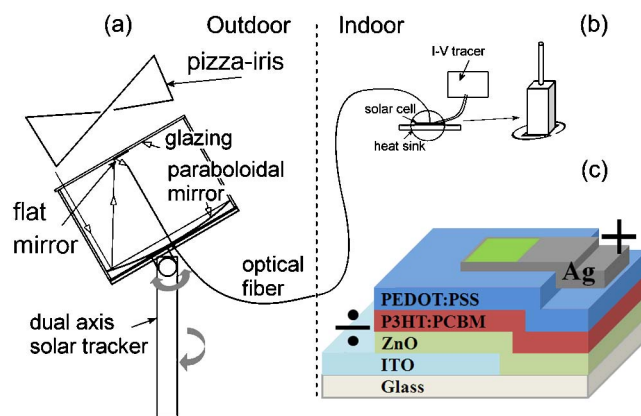 (a)
Outdoor
Indoor
(b)
pizza-iris
I-V tracer
solar cell
heat sink
glazing
paraboloidal
mirror
flat
mirror
optical
fiber
dual axis
solar tracker
(c)
+
Ag
PEDOT:PSS
P3HT:PCBM
÷
ZnO
ITO
Glass